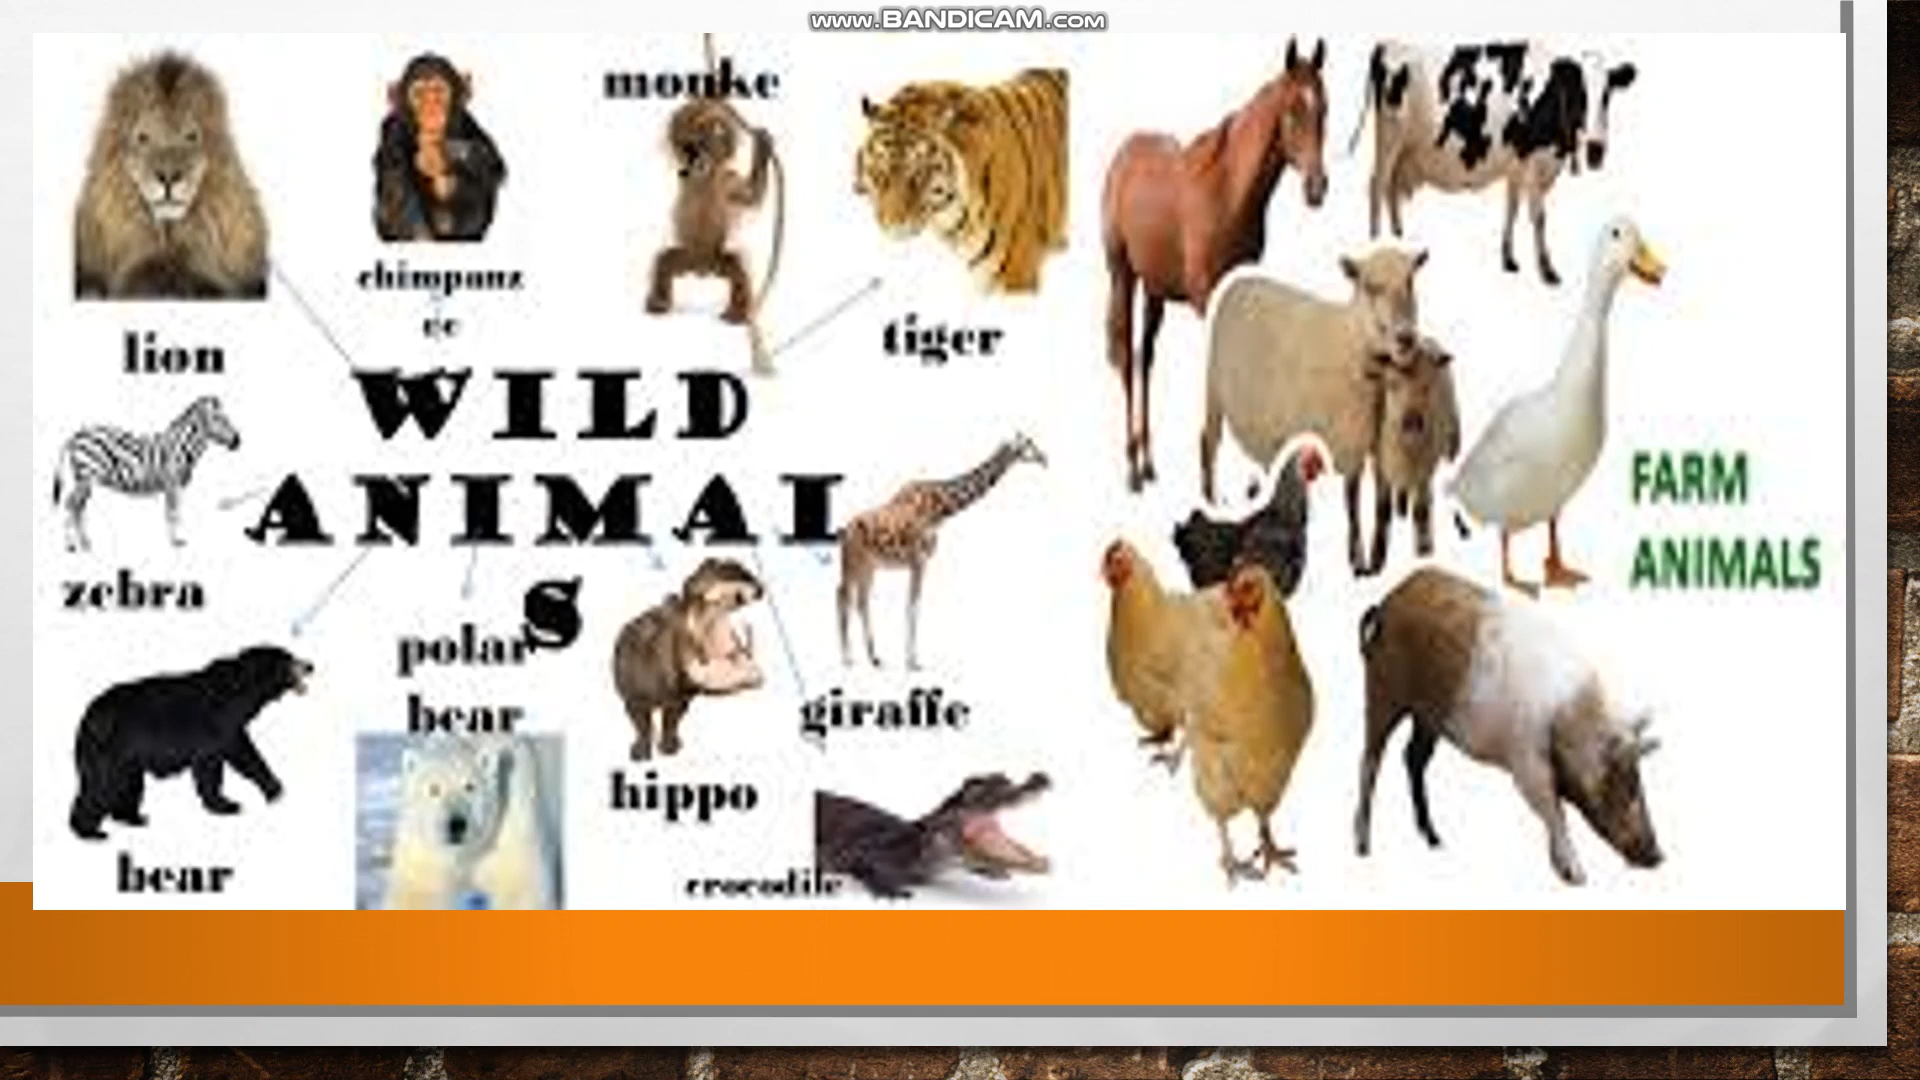 www.BANDICAM.com
monke
chimpanz
ee
lion
tiger
WILD
ANIMAL
S
zebra
polar
bear
giraffe
hippo
bear
crocodile
FARM
ANIMALS